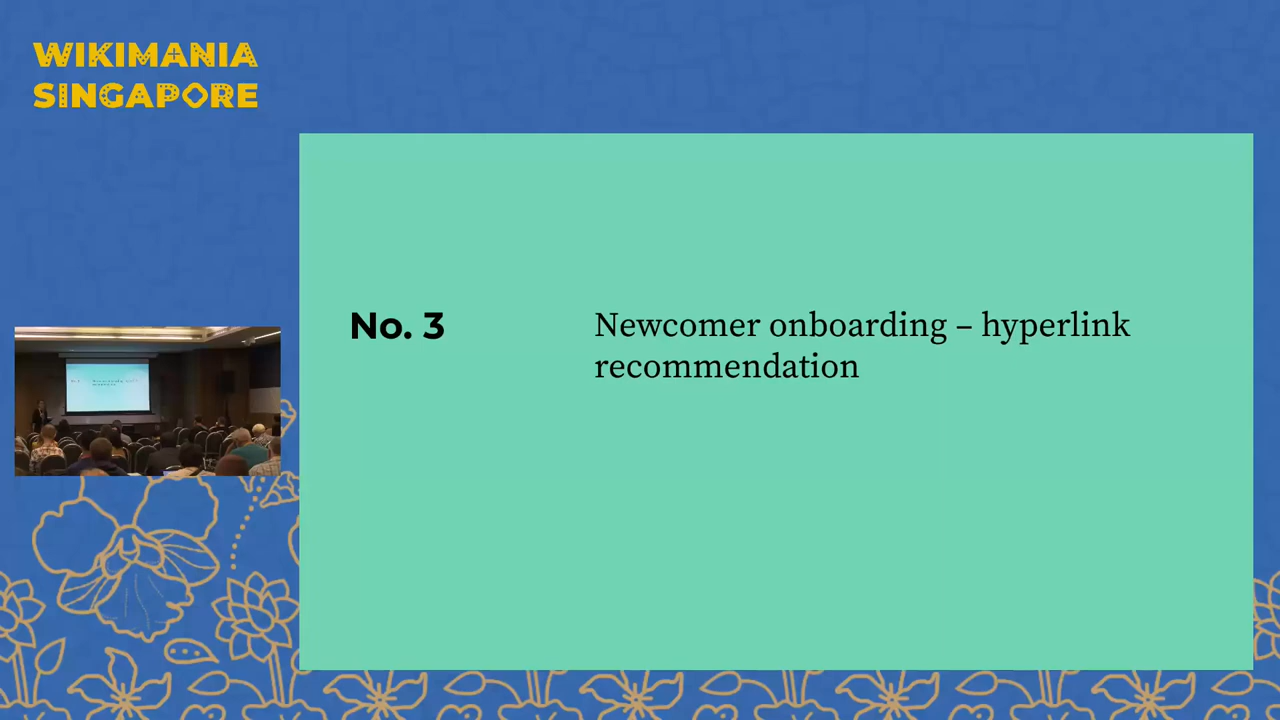 WIKIMANIA
SINGAPORE
No. 3
Newcomer onboarding – hyperlink
recommendation